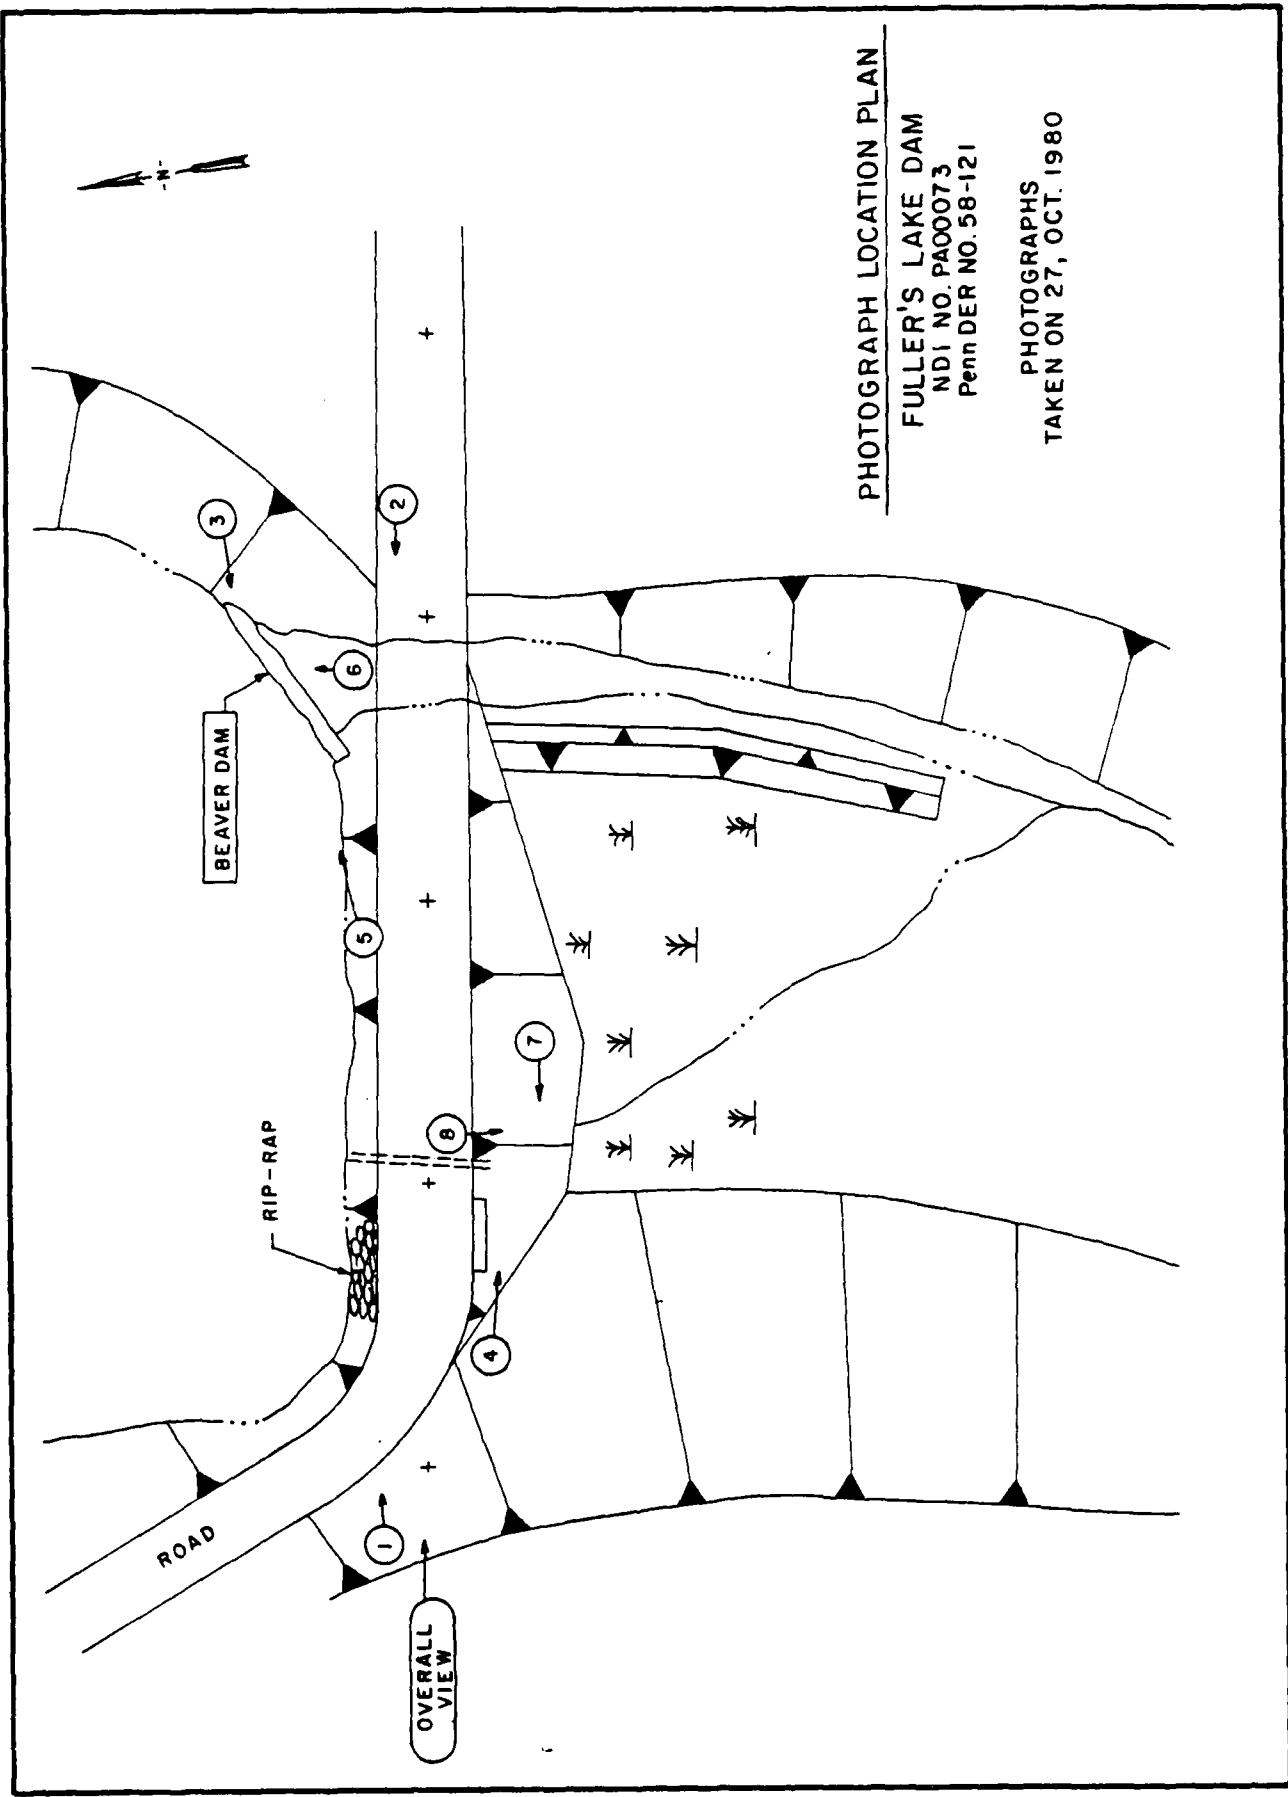 PHOTOGRAPH LOCATION PLAN
FULLER'S LAKE DAM
NDI NO. PA00073
Penn DER NO. 58-121
PHOTOGRAPHS
TAKEN ON 27, OCT. 1980
-N-
BEAVER DAM
RIP-RAP
ROAD
OVERALL
VIEW
1
2
3
4
5
6
7
8